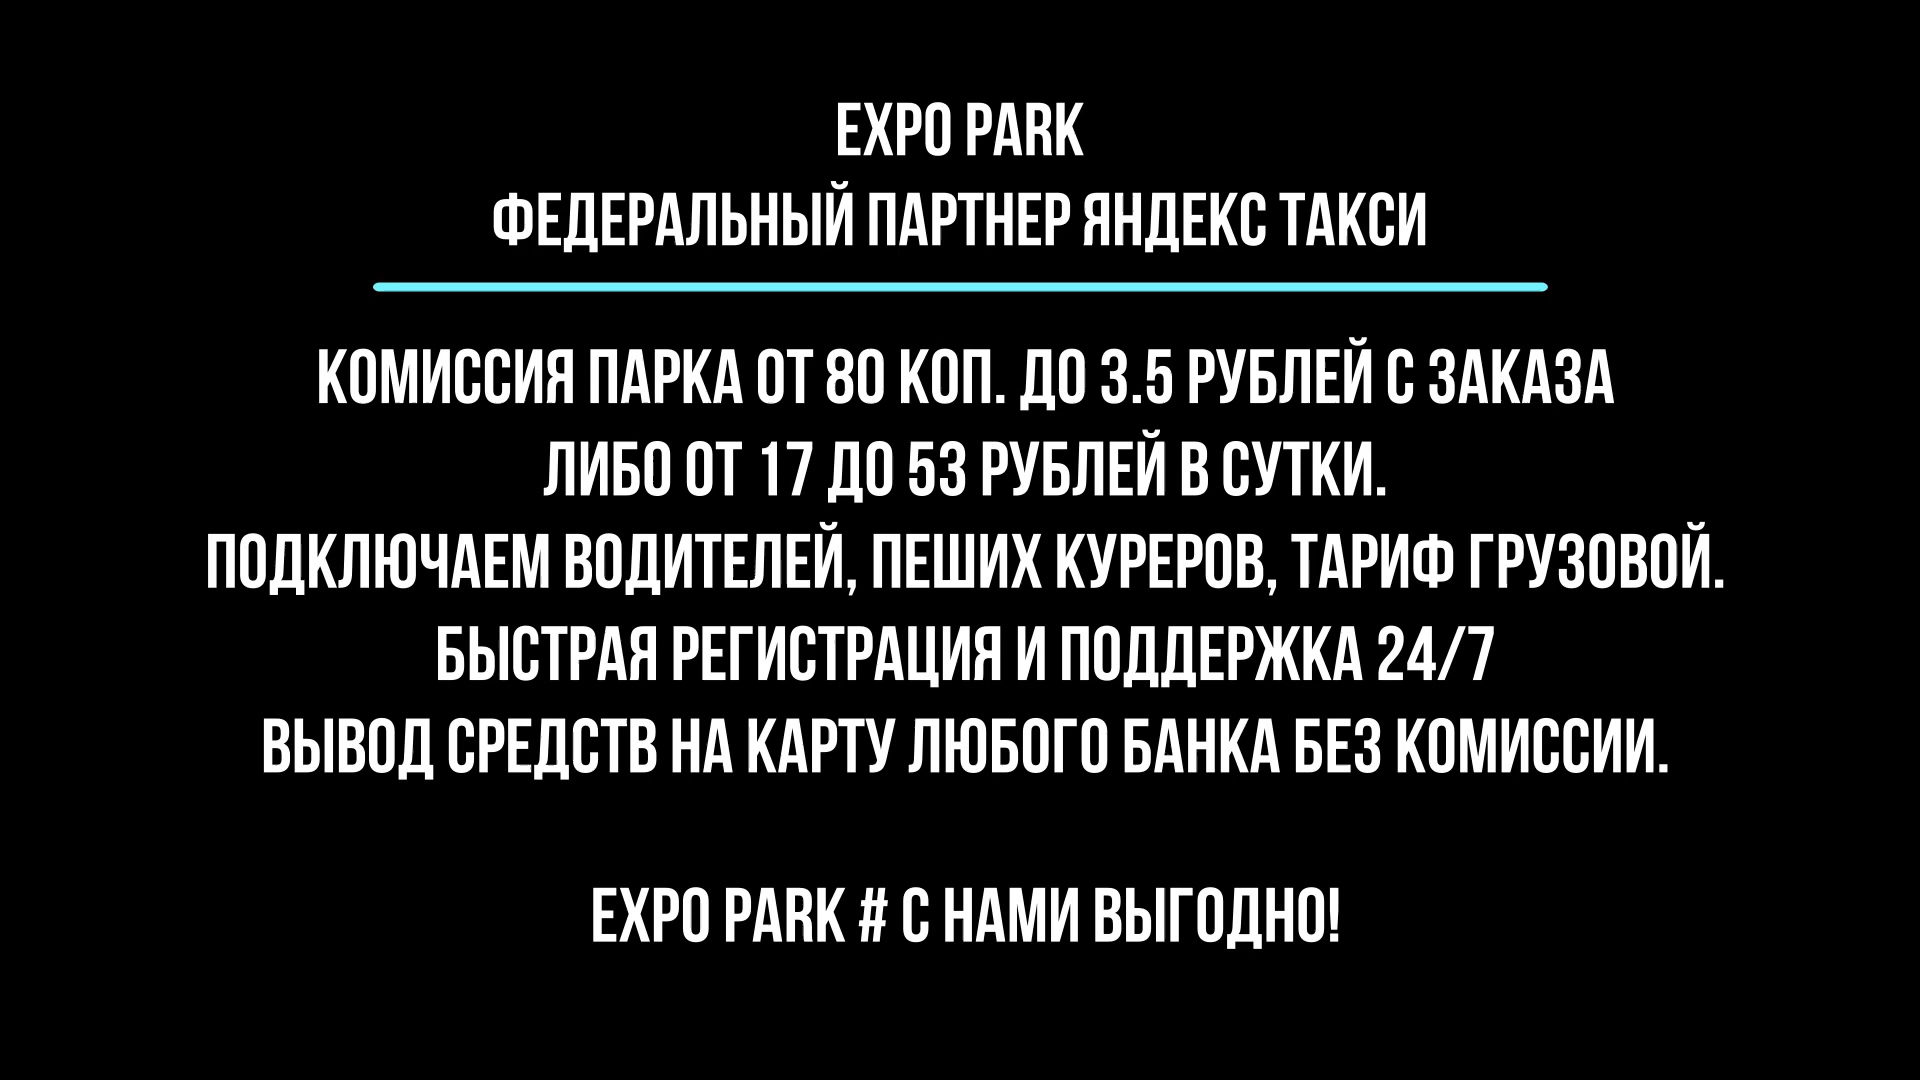 EXPO PARK
ФЕДЕРАЛЬНЫЙ ПАРТНЕР ЯНДЕКС ТАКСИ
КОМИССИЯ ПАРКА ОТ 80 КОП. ДО 3.5 РУБЛЕЙ С ЗАКАЗА
ЛИБО ОТ 17 ДО 53 РУБЛЕЙ В СУТКИ.
ПОДКЛЮЧАЕМ ВОДИТЕЛЕЙ, ПЕШИХ КУРЕРОВ, ТАРИФ ГРУЗОВОЙ.
БЫСТРАЯ РЕГИСТРАЦИЯ И ПОДДЕРЖКА 24/7
ВЫВОД СРЕДСТВ НА КАРТУ ЛЮБОГО БАНКА БЕЗ КОМИССИИ.
EXPO PARK # С НАМИ ВЫГОДНО!